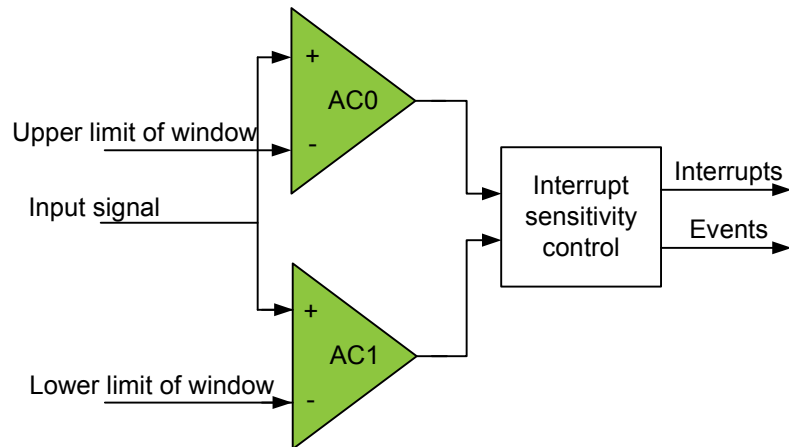 +
AC0
-
Upper limit of window
Input signal
Interrupt
sensitivity
control
Interrupts
Events
+
AC1
-
Lower limit of window